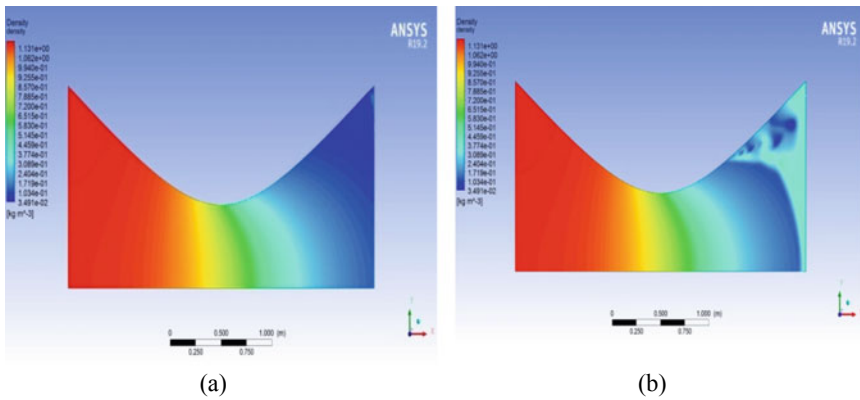 Density
density
1.131e+00
1.062e+00
9.940e-01
9.255e-01
8.570e-01
7.885e-01
7.200e-01
6.515e-01
5.830e-01
5.145e-01
4.459e-01
3.774e-01
3.089e-01
2.404e-01
1.719e-01
1.034e-01
3.491e-02
[kg m^-3]
ANSYS
R19.2
0 0.500 1.000 (m)
0.250 0.750
(a)
Density
density
1.131e+00
1.062e+00
9.940e-01
9.255e-01
8.570e-01
7.885e-01
7.200e-01
6.515e-01
5.830e-01
5.145e-01
4.459e-01
3.774e-01
3.089e-01
2.404e-01
1.719e-01
1.034e-01
3.491e-02
[kg m^-3]
ANSYS
R19.2
0 0.500 1.000 (m)
0.250 0.750
(b)